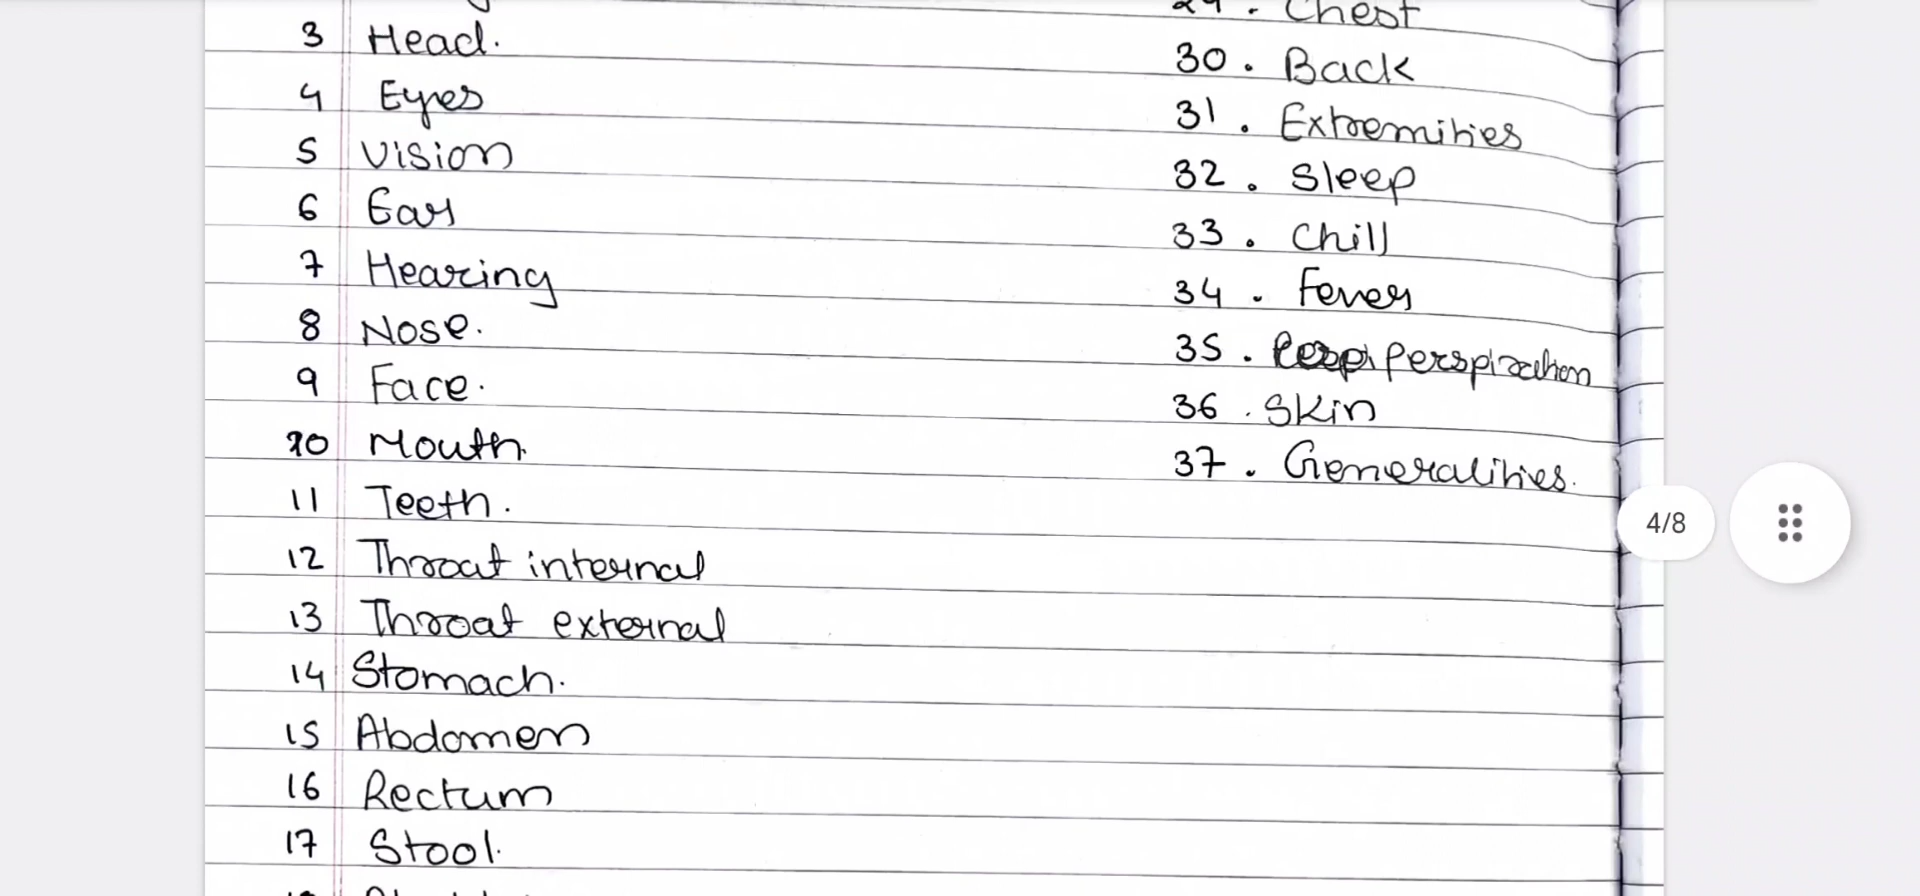 3 Head.
4 Eyes
5 Vision
6 Ear
7 Hearing
8 Nose.
9 Face.
10 Mouth
11 Teeth.
12 Throat internal
13 Throat external
14 Stomach.
15 Abdomen
16 Rectum
17 Stool.
29. Chest
30. Back
31. Extremities
32. Sleep
33. Chill
34. Fever
35. Perspiration
36. Skin
37. Generalities.
4/8